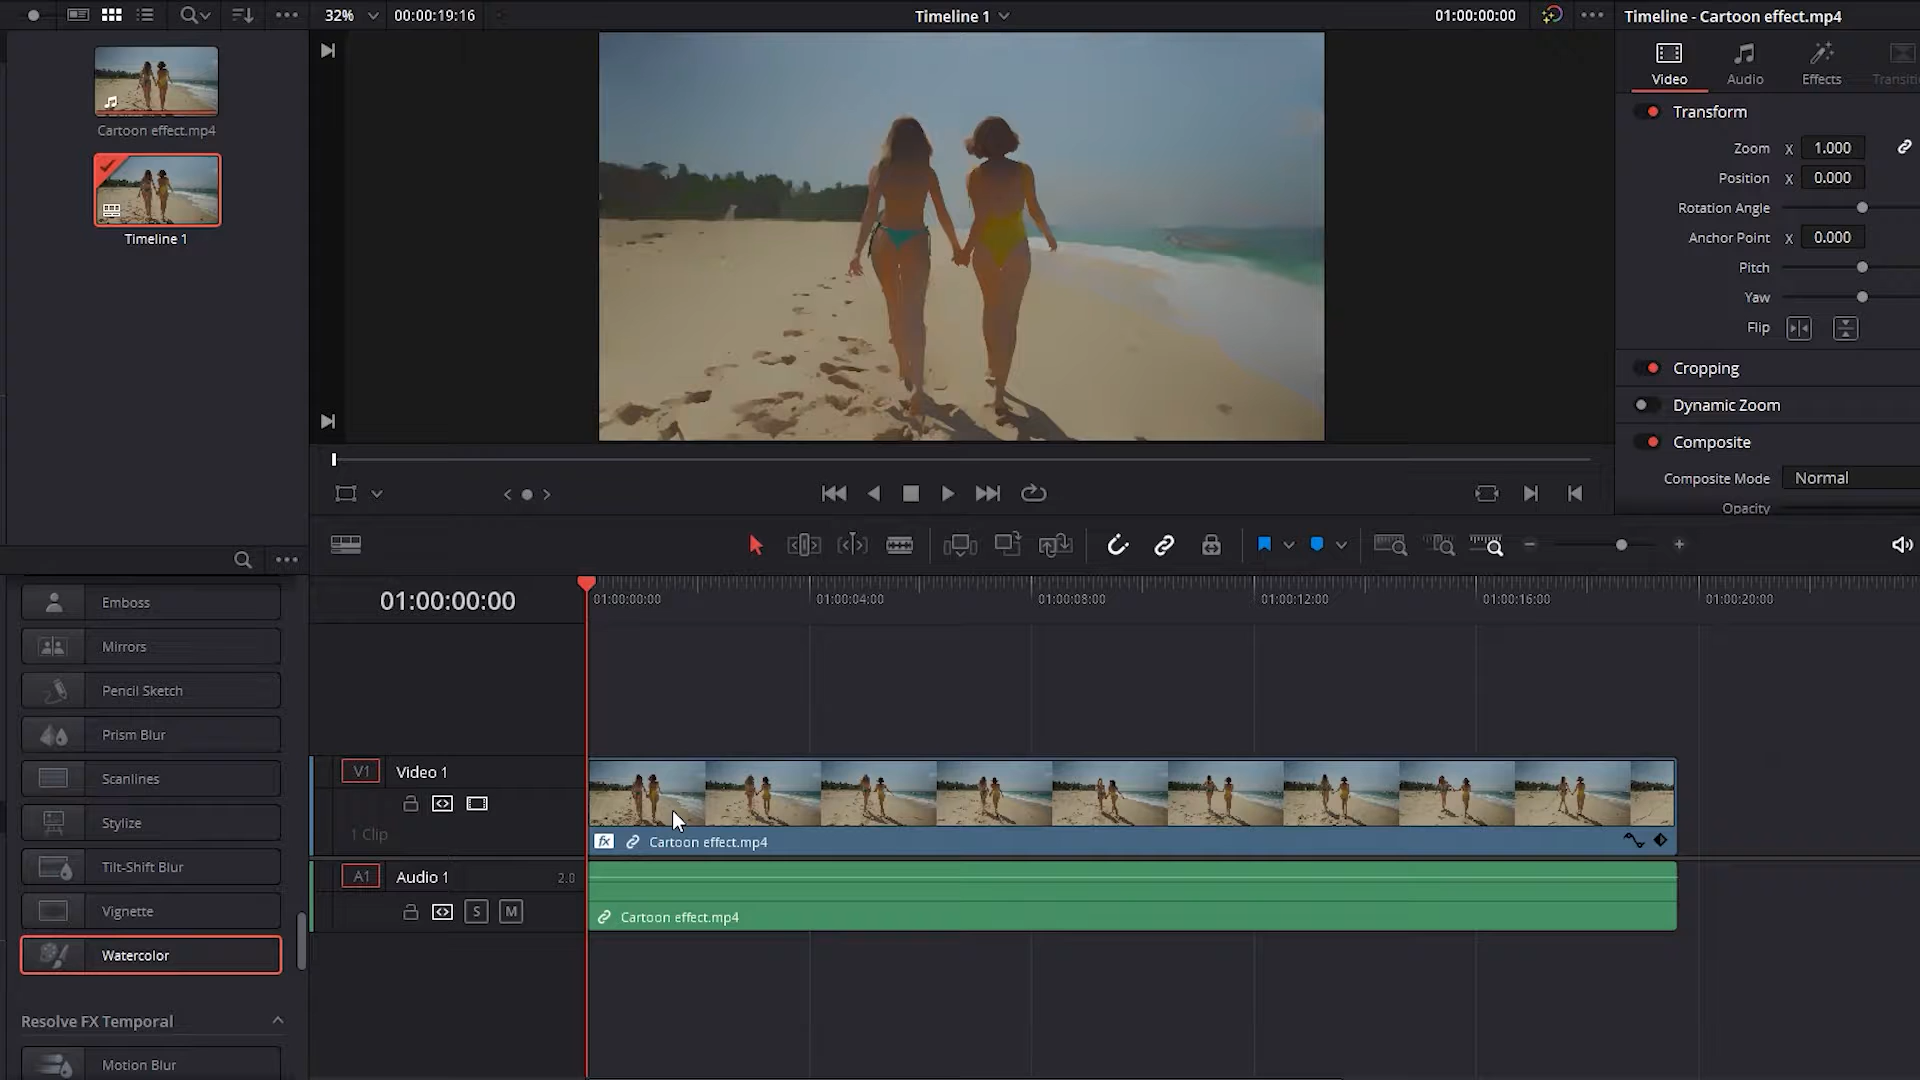 32%
00:00:19:16
Timeline 1
01:00:00:00
Timeline - Cartoon effect.mp4
Cartoon effect.mp4
Timeline 1
Video
Audio
Effects
Transiti
Transform
Zoom X 1.000
Position X 0.000
Rotation Angle
Anchor Point X 0.000
Pitch
Yaw
Flip
Cropping
Dynamic Zoom
Composite
Composite Mode Normal
Opacity
Emboss
Mirrors
Pencil Sketch
Prism Blur
Scanlines
Stylize
Tilt-Shift Blur
Vignette
Watercolor
Resolve FX Temporal
Motion Blur
01:00:00:00
01:00:00:00
01:00:04:00
01:00:08:00
01:00:12:00
01:00:16:00
01:00:20:00
V1 Video 1
1 Clip
fx Cartoon effect.mp4
A1 Audio 1 2.0
S M
Cartoon effect.mp4